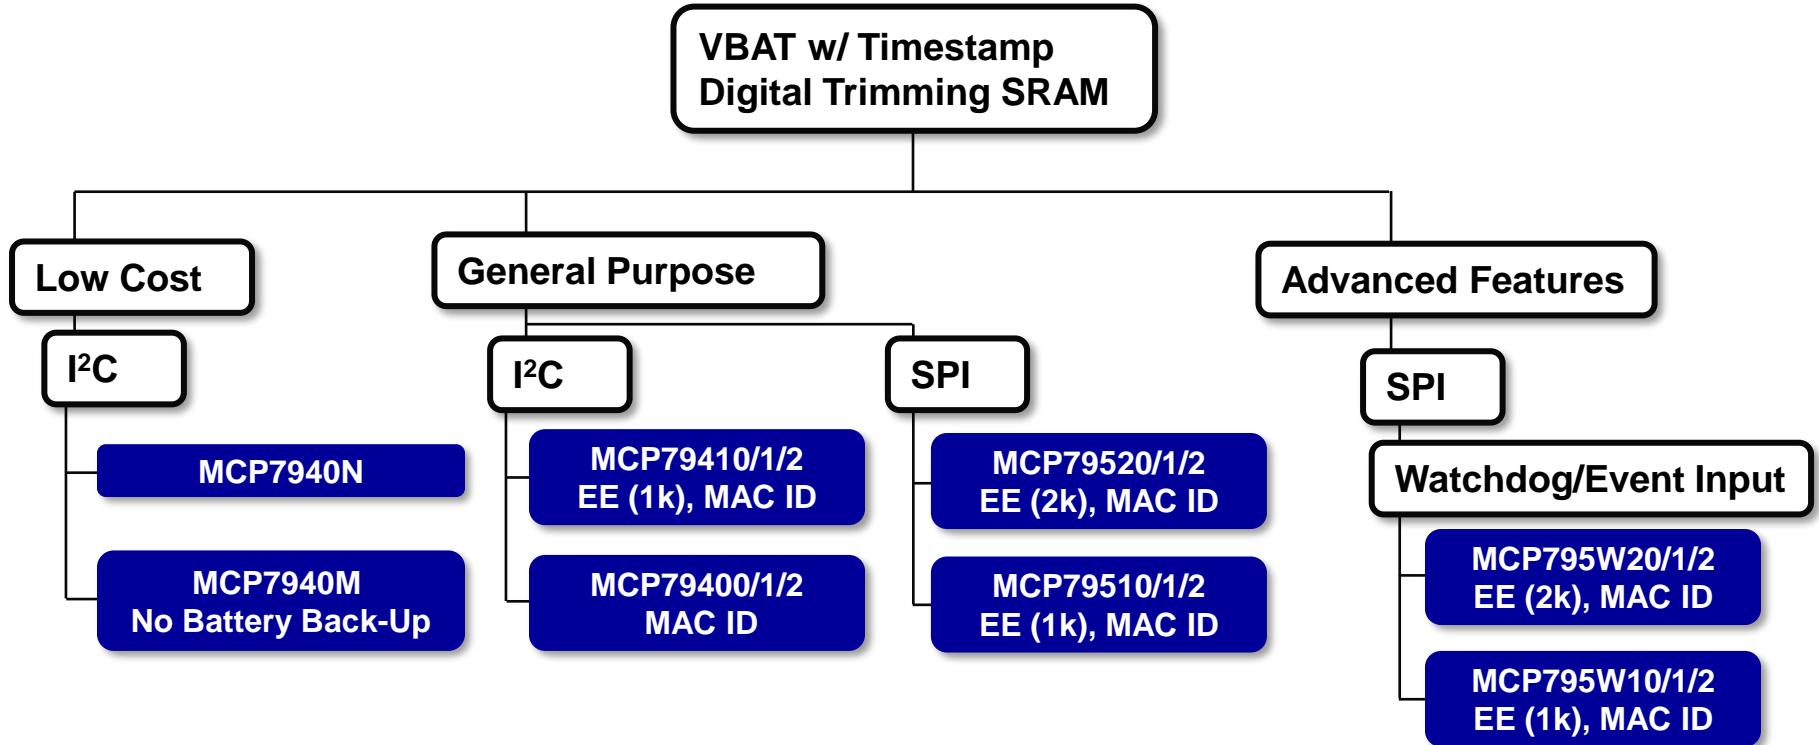 VBAT w/ Timestamp
Digital Trimming SRAM
Low Cost
I²C
MCP7940N
MCP7940M
No Battery Back-Up
General Purpose
I²C
MCP79410/1/2
EE (1k), MAC ID
MCP79400/1/2
MAC ID
SPI
MCP79520/1/2
EE (2k), MAC ID
MCP79510/1/2
EE (1k), MAC ID
Advanced Features
SPI
Watchdog/Event Input
MCP795W20/1/2
EE (2k), MAC ID
MCP795W10/1/2
EE (1k), MAC ID